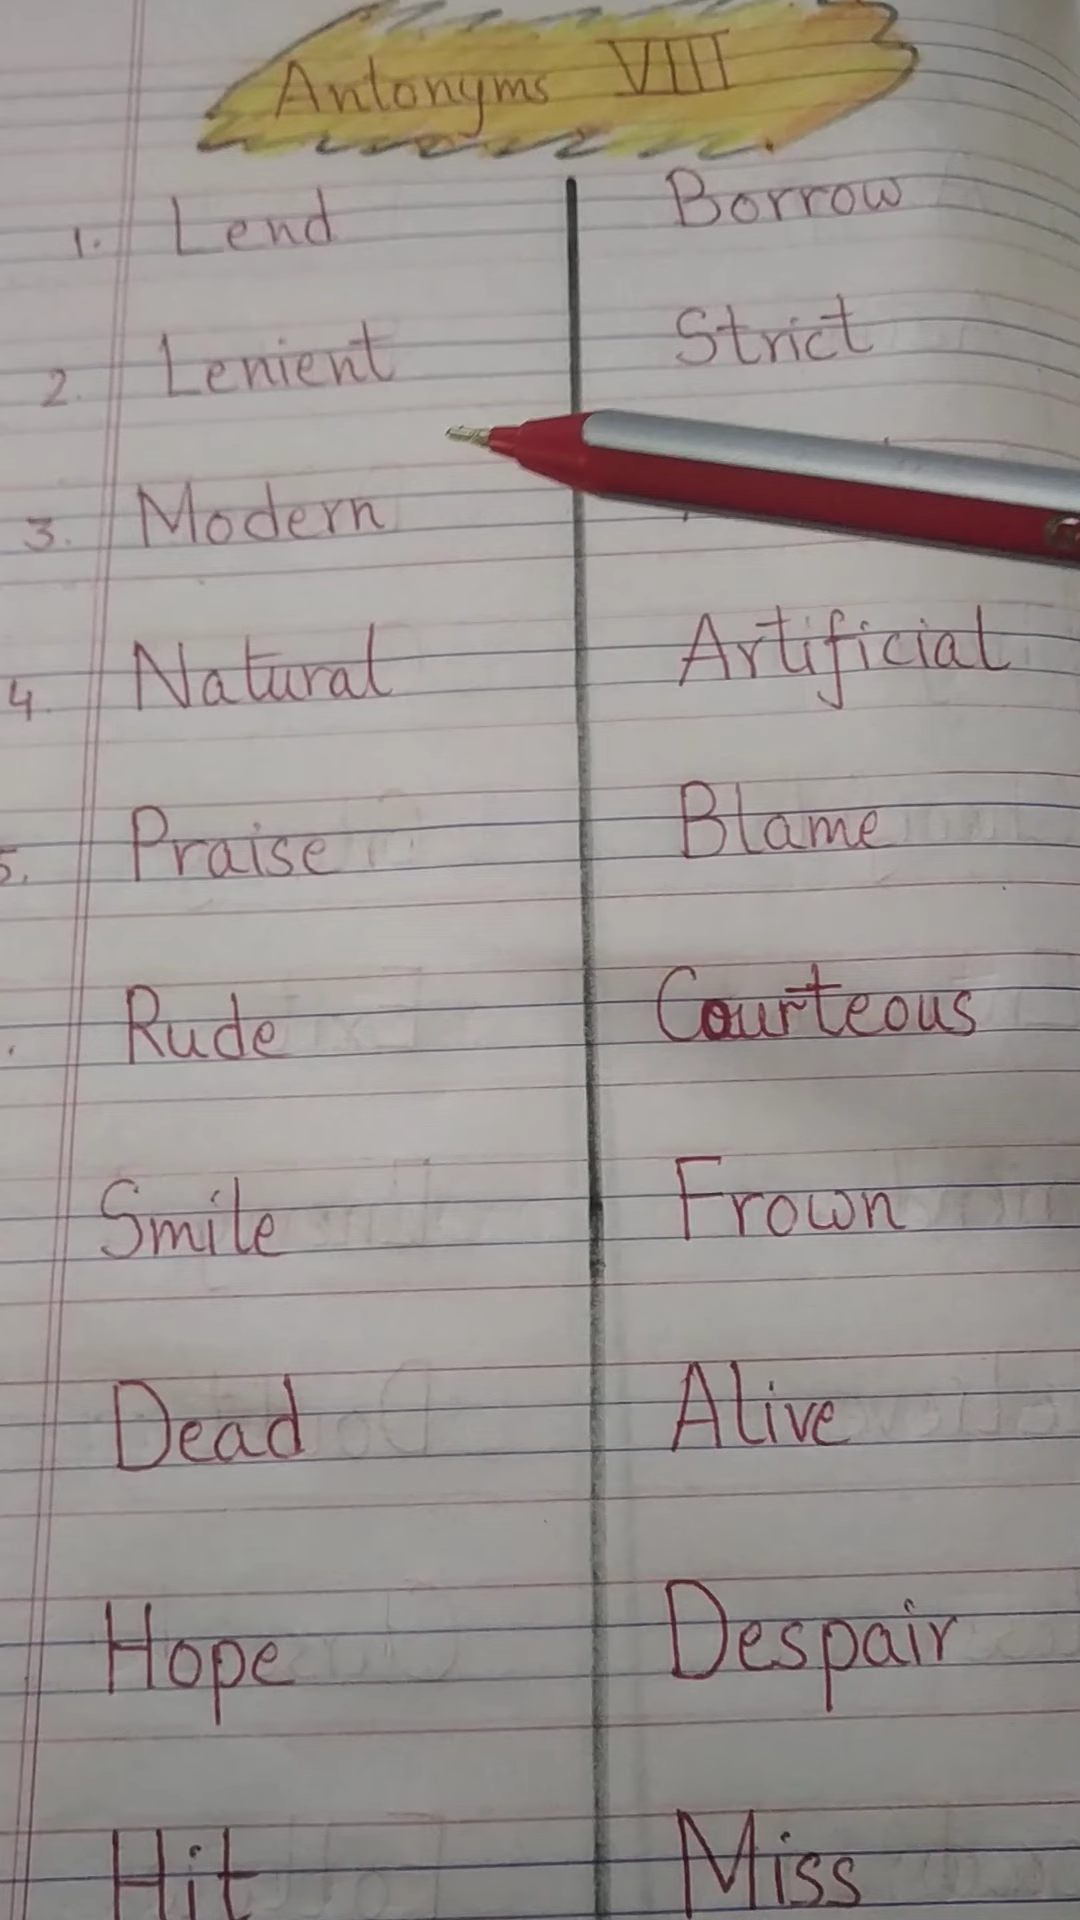 Antonyms VIII
1. Lend Borrow
2. Lenient Strict
3. Modern
4. Natural Artificial
5. Praise Blame
Rude Courteous
Smile Frown
Dead Alive
Hope Despair
Hit Miss